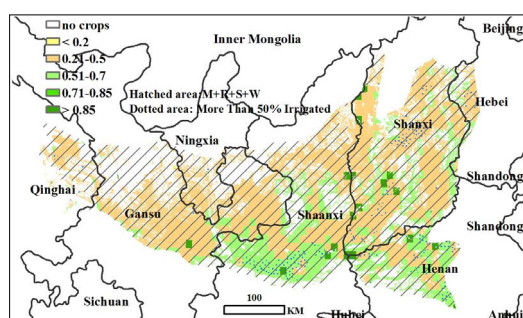 no crops
< 0.2
0.21-0.5
0.51-0.7
0.71-0.85
> 0.85
Inner Mongolia
Beijing
Hatched area:M+R+S+W
Dotted area: More Than 50% Irrigated
Hebei
Shanxi
Ningxia
Shandong
Qinghai
Gansu
Shaanxi
Shandong
Henan
Sichuan
100
KM
Hubei
Anhui